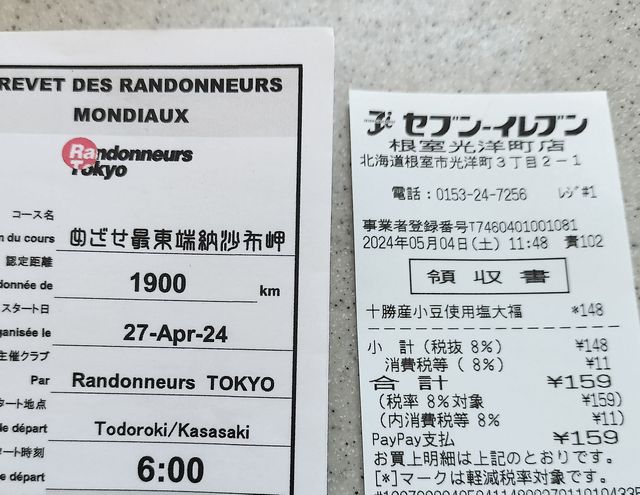 REVET DES RANDONNEURS
MONDIAUX
Randonneurs
Tokyo
コース名
m du cours めざせ最東端納沙布岬
認定距離
donnée de 1900 km
スタート日
ganisée le 27-Apr-24
主催クラブ
Par Randonneurs TOKYO
タート地点
de départ Todoroki/Kasasaki
タート時刻
de départ 6:00
セブン-イレブン
根室光洋町店
北海道根室市光洋町3丁目2-1
電話:0153-24-7256 レジ#1
事業者登録番号T7460401001081
2024年05月04日(土) 11:48 責102
領収書
十勝産小豆使用塩大福 *148
小 計(税抜 8%) ¥148
消費税等( 8%) ¥11
合 計 ¥159
(税率 8%対象 ¥159)
(内消費税等 8% ¥11)
PayPay支払 ¥159
お買上明細は上記のとおりです。
[*]マークは軽減税率対象です。